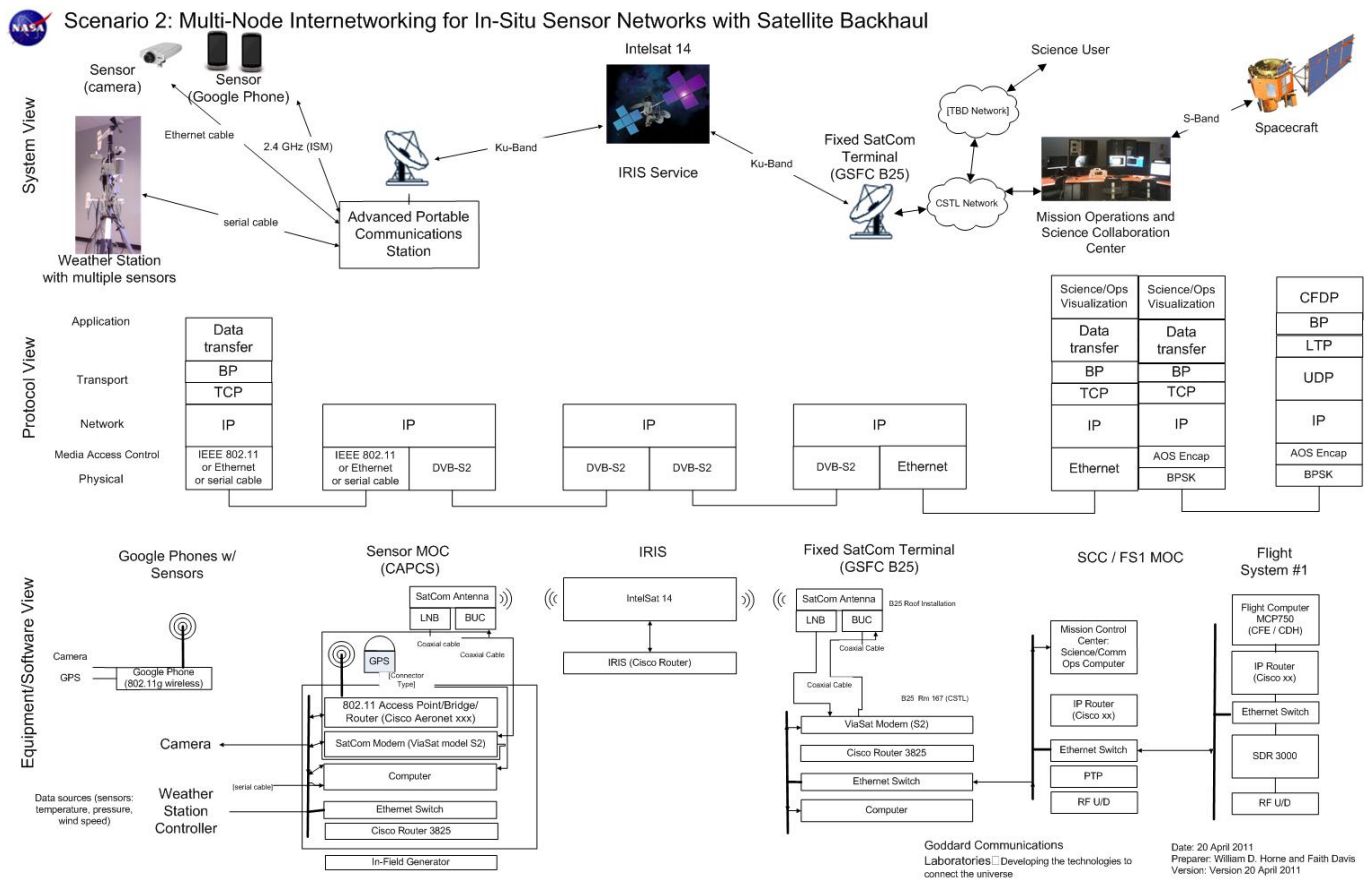 NASA
Scenario 2: Multi-Node Internetworking for In-Situ Sensor Networks with Satellite Backhaul
System View
Sensor
(camera)
Sensor
(Google Phone)
Ethernet cable
2.4 GHz (ISM)
serial cable
Weather Station
with multiple sensors
Advanced Portable
Communications
Station
Ku-Band
Intelsat 14
IRIS Service
Ku-Band
Fixed SatCom
Terminal
(GSFC B25)
Science User
[TBD Network]
CSTL Network
Mission Operations and
Science Collaboration
Center
S-Band
Spacecraft
Protocol View
Application
Transport
Network
Media Access Control
Physical
Data
transfer
BP
TCP
IP
IEEE 802.11
or Ethernet
or serial cable
IP
IEEE 802.11
or Ethernet
or serial cable
DVB-S2
IP
DVB-S2
DVB-S2
IP
DVB-S2
Ethernet
Science/Ops
Visualization
Data
transfer
BP
TCP
IP
Ethernet
Science/Ops
Visualization
Data
transfer
BP
TCP
IP
AOS Encap
BPSK
CFDP
BP
LTP
UDP
IP
AOS Encap
BPSK
Equipment/Software View
Google Phones w/
Sensors
Camera
GPS
Google Phone
(802.11g wireless)
Camera
[serial cable]
Data sources (sensors:
temperature, pressure,
wind speed)
Weather
Station
Controller
Sensor MOC
(CAPCS)
SatCom Antenna
LNB
BUC
Coaxial cable
Coaxial Cable
GPS
[Connector
Type]
802.11 Access Point/Bridge/
Router (Cisco Aeronet xxx)
SatCom Modem (ViaSat model S2)
Computer
Ethernet Switch
Cisco Router 3825
In-Field Generator
IRIS
IntelSat 14
IRIS (Cisco Router)
Fixed SatCom Terminal
(GSFC B25)
SatCom Antenna
B25 Roof Installation
LNB
BUC
Coaxial Cable
Coaxial Cable
B25 Rm 167 (CSTL)
ViaSat Modem (S2)
Cisco Router 3825
Ethernet Switch
Computer
SCC / FS1 MOC
Mission Control
Center:
Science/Comm
Ops Computer
IP Router
(Cisco xx)
Ethernet Switch
PTP
RF U/D
Flight
System #1
Flight Computer
MCP750
(CFE / CDH)
IP Router
(Cisco xx)
Ethernet Switch
SDR 3000
RF U/D
Goddard Communications
Laboratories□Developing the technologies to
connect the universe
Date: 20 April 2011
Preparer: William D. Horne and Faith Davis
Version: Version 20 April 2011